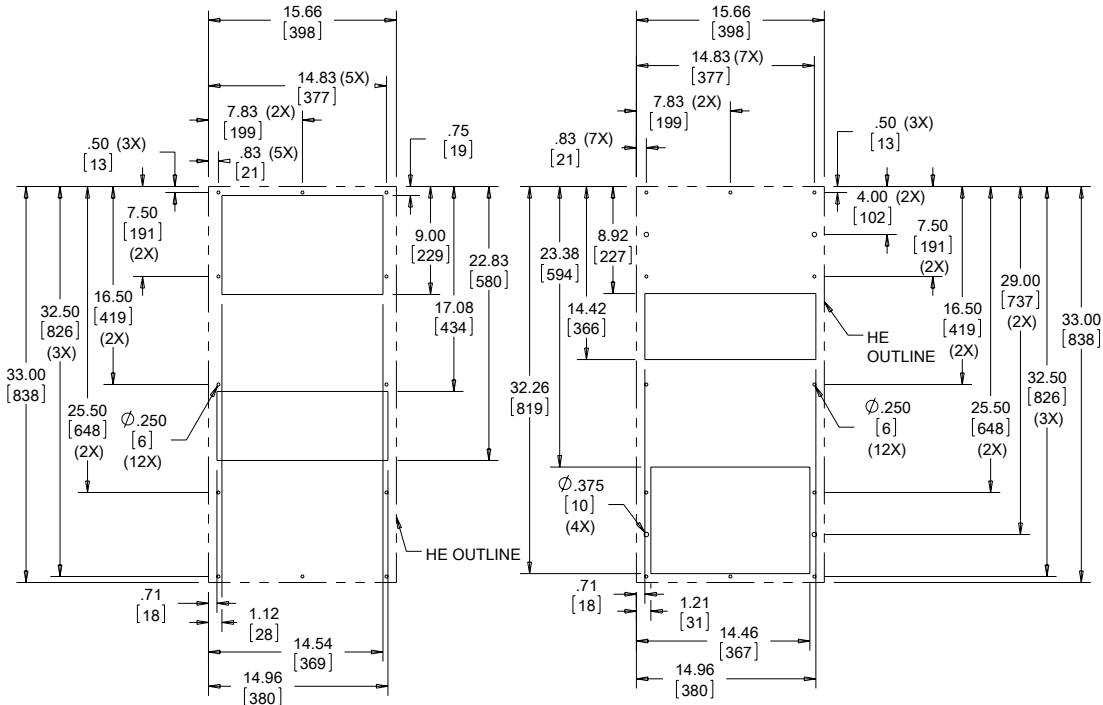 15.66
[398]
14.83 (5X)
[377]
7.83 (2X)
[199]
.50 (3X)
[13]
.83 (5X)
[21]
.75
[19]
7.50
[191]
(2X)
9.00
[229]
22.83
[580]
17.08
[434]
16.50
[419]
(2X)
32.50
[826]
(3X)
33.00
[838]
25.50
[648]
(2X)
Ø.250
[6]
(12X)
HE OUTLINE
.71
[18]
1.12
[28]
14.54
[369]
14.96
[380]
15.66
[398]
14.83 (7X)
[377]
7.83 (2X)
[199]
.83 (7X)
[21]
.50 (3X)
[13]
4.00 (2X)
[102]
7.50
[191]
(2X)
8.92
[227]
23.38
[594]
14.42
[366]
29.00
[737]
(2X)
16.50
[419]
(2X)
33.00
[838]
HE
OUTLINE
32.50
[826]
(3X)
32.26
[819]
25.50
[648]
(2X)
Ø.250
[6]
(12X)
Ø.375
[10]
(4X)
.71
[18]
1.21
[31]
14.46
[367]
14.96
[380]